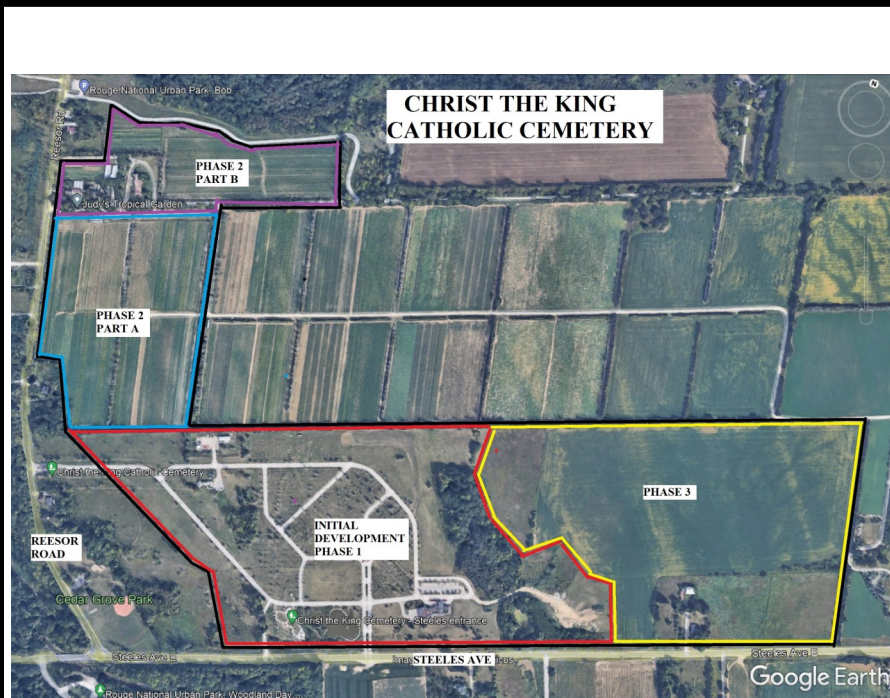 Rouge National Urban Park, Bob
CHRIST THE KING
CATHOLIC CEMETERY
N
Reesor Rd
PHASE 2
PART B
Judy's Tropical Garden
PHASE 2
PART A
Christ the King Catholic Cemetery
PHASE 3
INITIAL
DEVELOPMENT
PHASE 1
REESOR
ROAD
Cedar Grove Park
Christ the King Cemetery - Steeles entrance
Steeles Ave E
STEELES AVE
Steeles Ave E
Google Earth
Rouge National Urban Park- Woodland Day ...